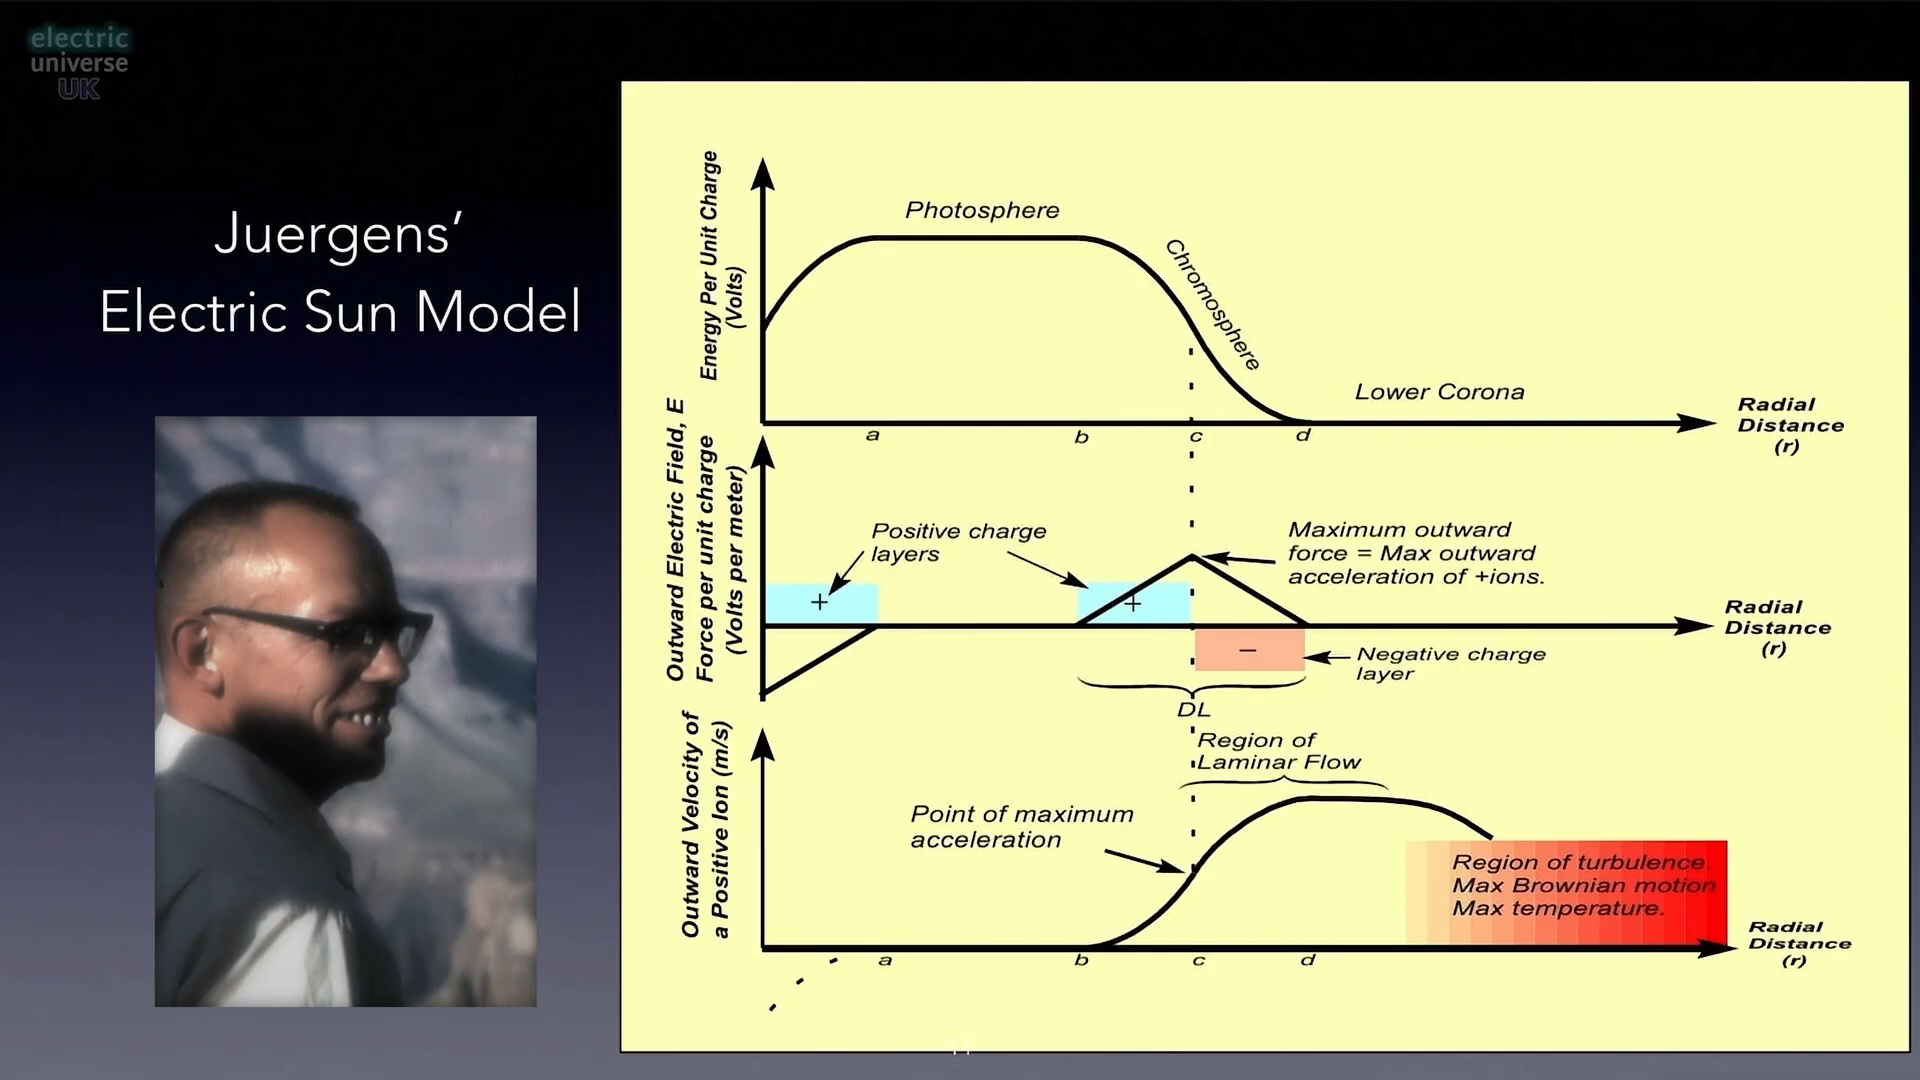 electric
universe
UK
Juergens’
Electric Sun Model
Energy Per Unit Charge
(Volts)
Photosphere
Chromosphere
Lower Corona
Radial
Distance
(r)
a
b
c
d
Outward Electric Field, E
Force per unit charge
(Volts per meter)
Positive charge
layers
+
+
Maximum outward
force = Max outward
acceleration of +ions.
Radial
Distance
(r)
−
Negative charge
layer
DL
Outward Velocity of
a Positive Ion (m/s)
Region of
Laminar Flow
Point of maximum
acceleration
Region of turbulence.
Max Brownian motion
Max temperature.
Radial
Distance
(r)
a
b
c
d